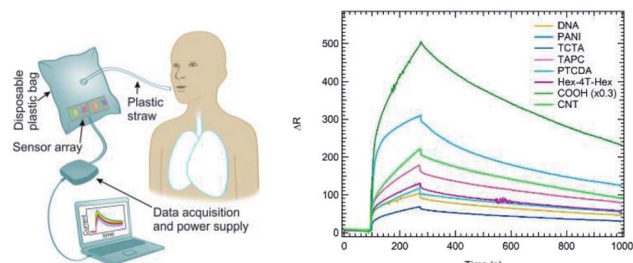 Disposable
plastic bag
Sensor array
Plastic
straw
Data acquisition
and power supply
Current
ΔR
500
400
300
200
100
0
0
200
400
600
800
1000
DNA
PANI
TCTA
TAPC
PTCDA
Hex-4T-Hex
COOH (x0.3)
CNT